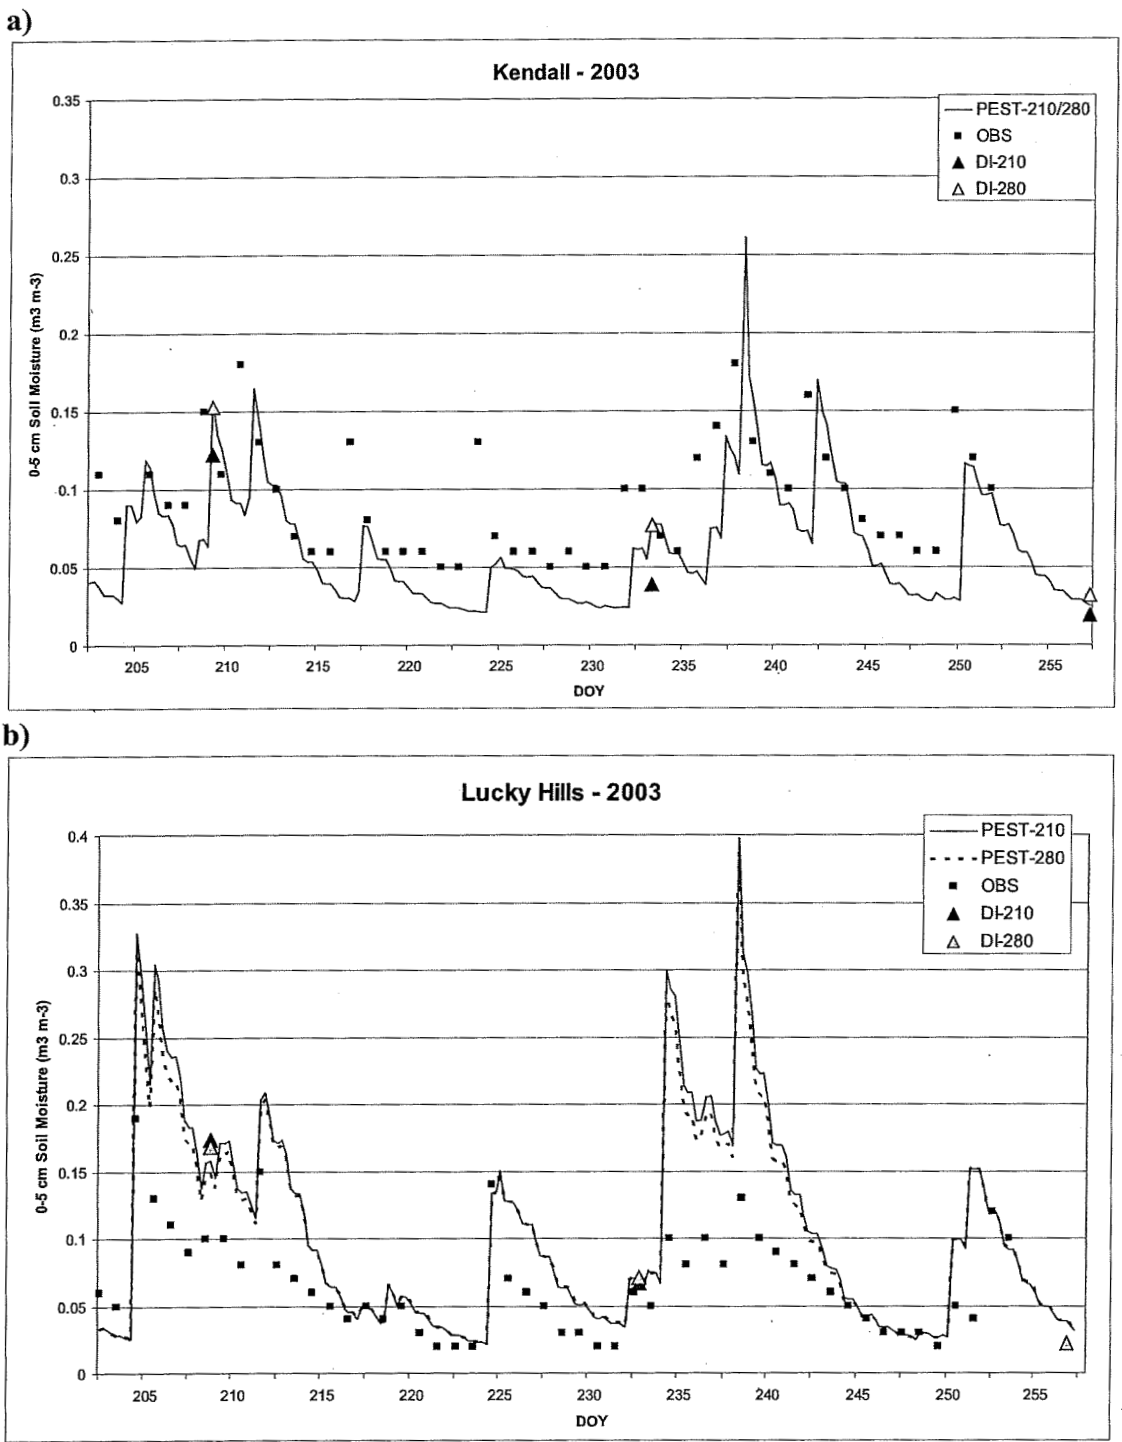 a)
Kendall - 2003
0.35
0.3
0.25
0.2
0.15
0.1
0.05
0
0-5 cm Soil Moisture (m3 m-3)
205 210 215 220 225 230 235 240 245 250 255
DOY
PEST-210/280
OBS
DI-210
DI-280
b)
Lucky Hills - 2003
0.4
0.35
0.3
0.25
0.2
0.15
0.1
0.05
0
0-5 cm Soil Moisture (m3 m-3)
205 210 215 220 225 230 235 240 245 250 255
DOY
PEST-210
PEST-280
OBS
DI-210
DI-280